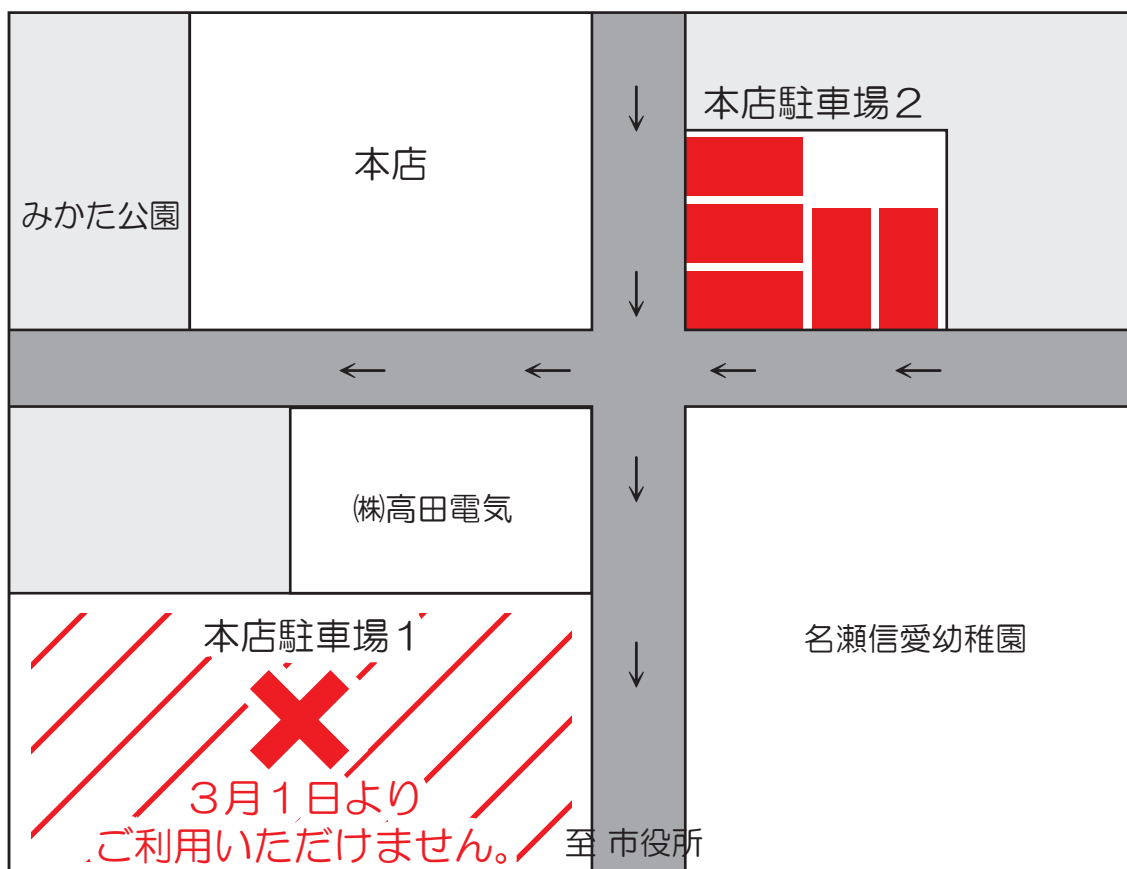 本店駐車場２
本店
みかた公園
㈱高田電気
本店駐車場１
名瀬信愛幼稚園
３月１日より
ご利用いただけません。
至 市役所